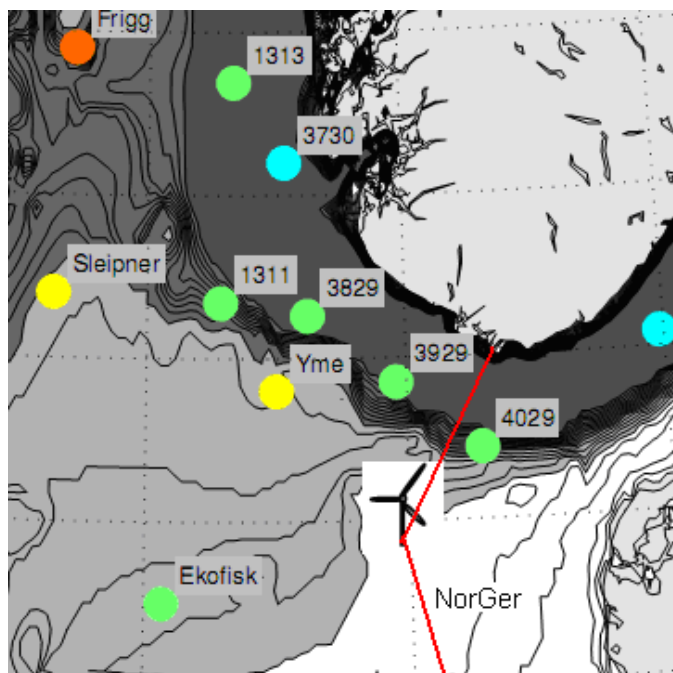 Frigg
1313
3730
Sleipner
1311
3829
Yme
3929
4029
Ekofisk
NorGer